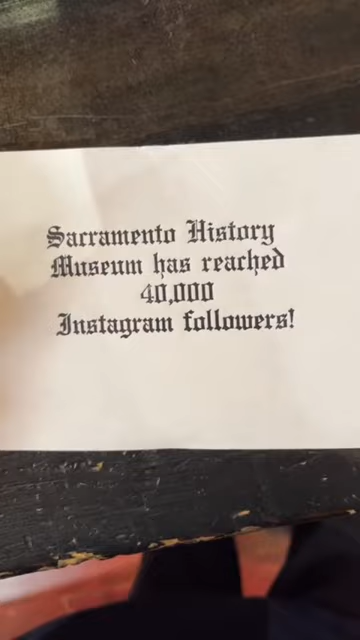 Sacramento History
Museum has reached
40,000
Instagram followers!